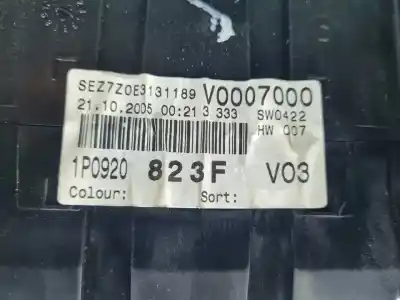 SEZ7Z0E3131189 V0007000
21.10.2005 00:21 3 333 SW0422
HW 007
1P0920 823F V03
Colour: Sort: